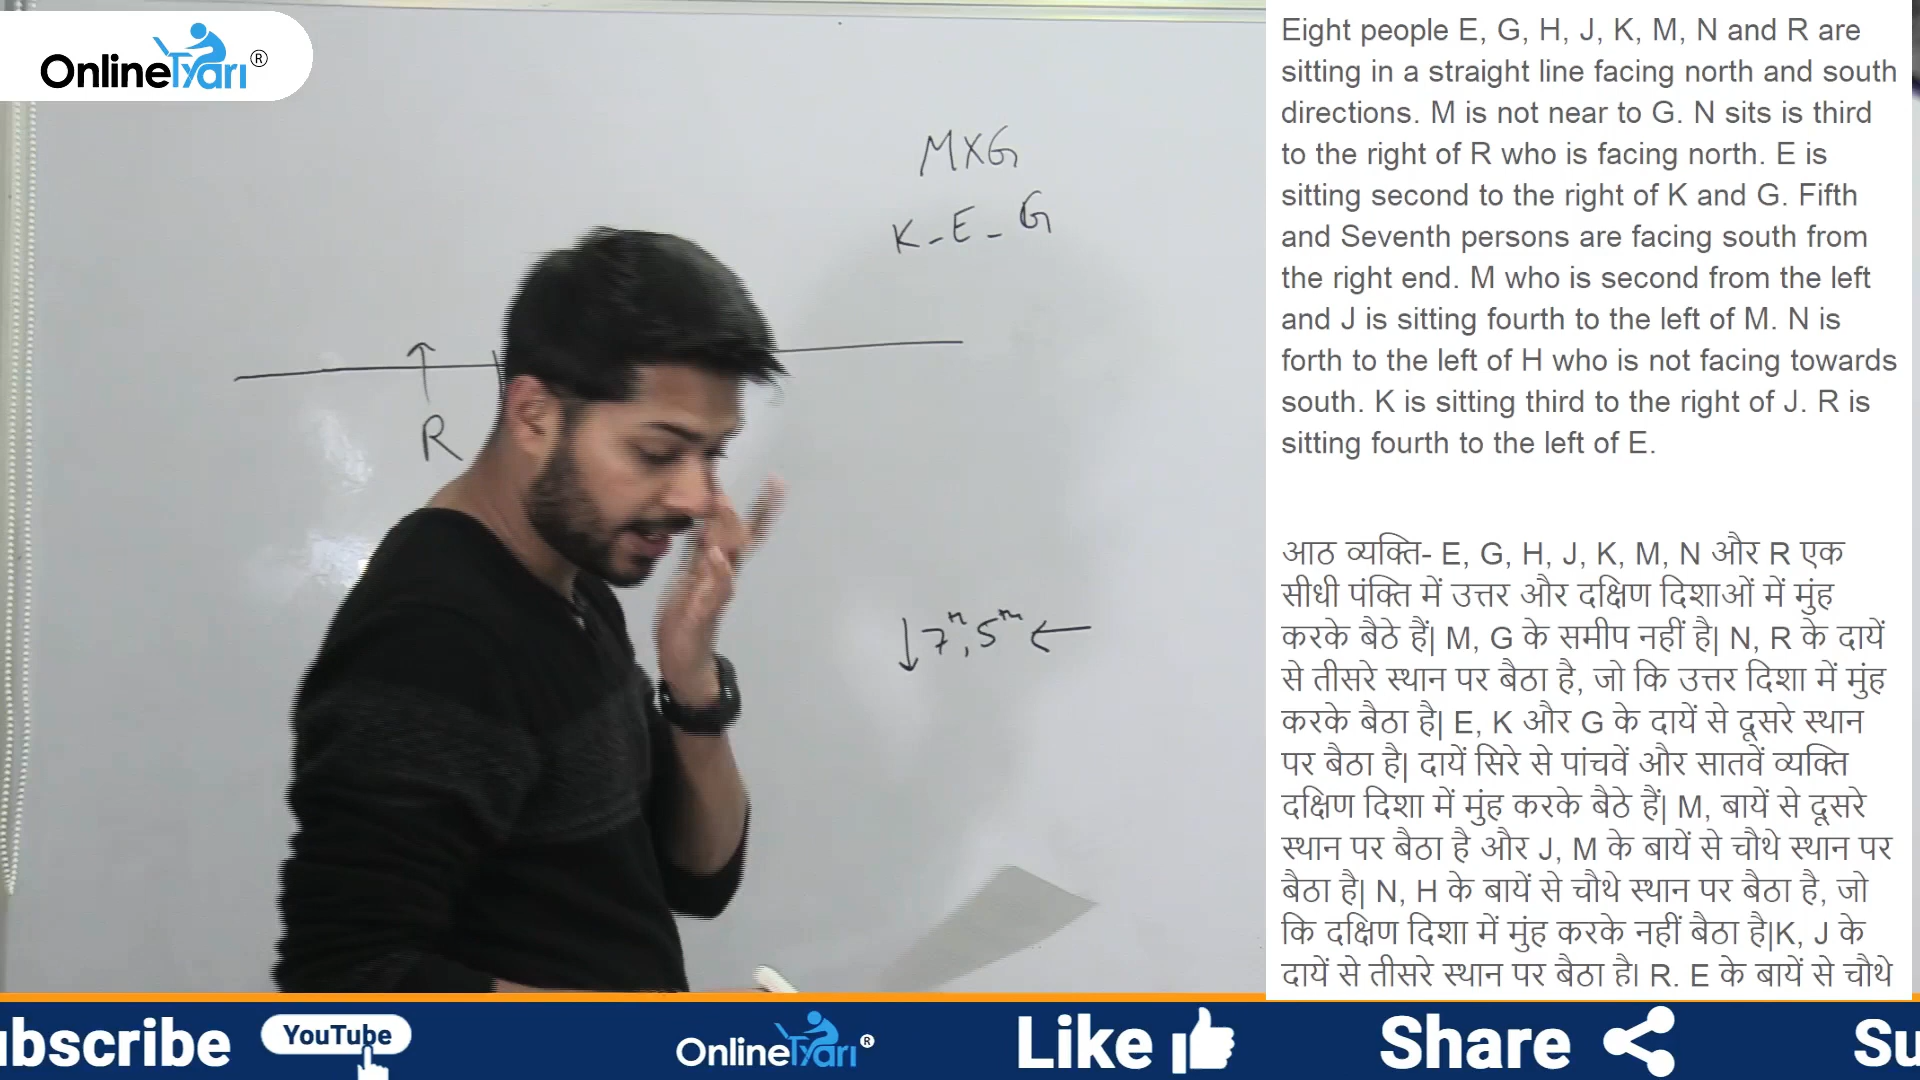 OnlineTyari ®
M X G
K - E - G
R
↓ 7th, 5th ←
Eight people E, G, H, J, K, M, N and R are
sitting in a straight line facing north and south
directions. M is not near to G. N sits is third
to the right of R who is facing north. E is
sitting second to the right of K and G. Fifth
and Seventh persons are facing south from
the right end. M who is second from the left
and J is sitting fourth to the left of M. N is
forth to the left of H who is not facing towards
south. K is sitting third to the right of J. R is
sitting fourth to the left of E.
आठ व्यक्ति- E, G, H, J, K, M, N और R एक
सीधी पंक्ति में उत्तर और दक्षिण दिशाओं में मुंह
करके बैठे हैं| M, G के समीप नहीं है| N, R के दायें
से तीसरे स्थान पर बैठा है, जो कि उत्तर दिशा में मुंह
करके बैठा है| E, K और G के दायें से दूसरे स्थान
पर बैठा है| दायें सिरे से पांचवें और सातवें व्यक्ति
दक्षिण दिशा में मुंह करके बैठे हैं| M, बायें से दूसरे
स्थान पर बैठा है और J, M के बायें से चौथे स्थान पर
बैठा है| N, H के बायें से चौथे स्थान पर बैठा है, जो
कि दक्षिण दिशा में मुंह करके नहीं बैठा है|K, J के
दायें से तीसरे स्थान पर बैठा है। R. E के बायें से चौथे
ubscribe YouTube OnlineTyari ® Like Share Su